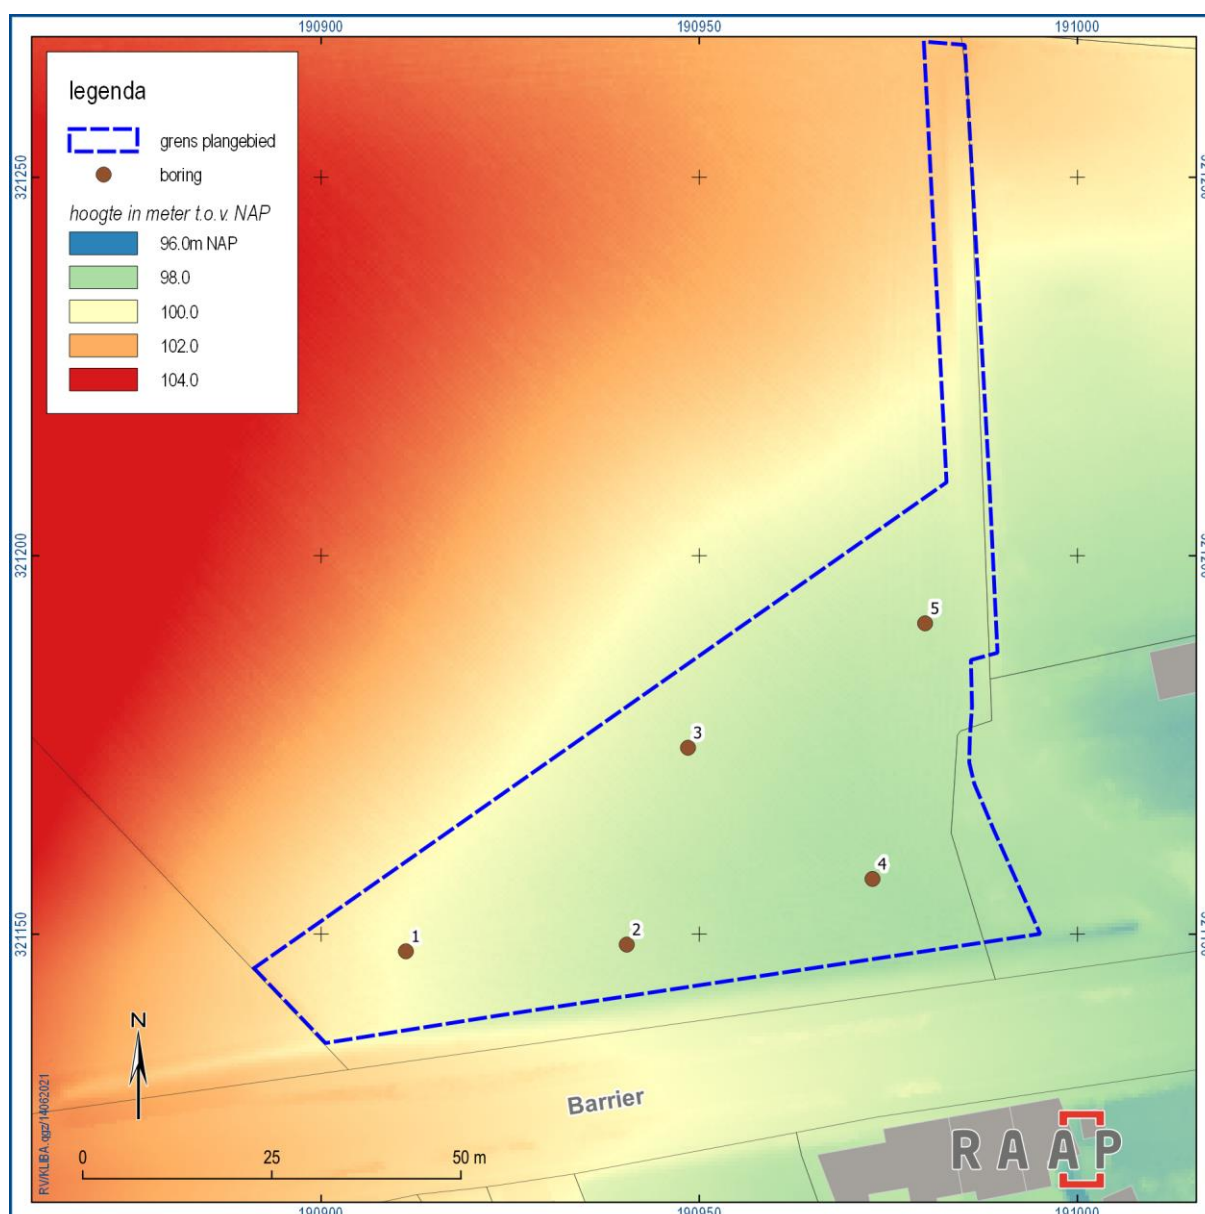 190900 190950 191000
legenda
grens plangebied
boring
hoogte in meter t.o.v. NAP
96.0m NAP
98.0
100.0
102.0
104.0
321250
321200
5
3
4
321150
1
2
N
Barrier
RAAP
0 25 50 m
RV/KLIBA.qgz/14062021
190900 190950 191000